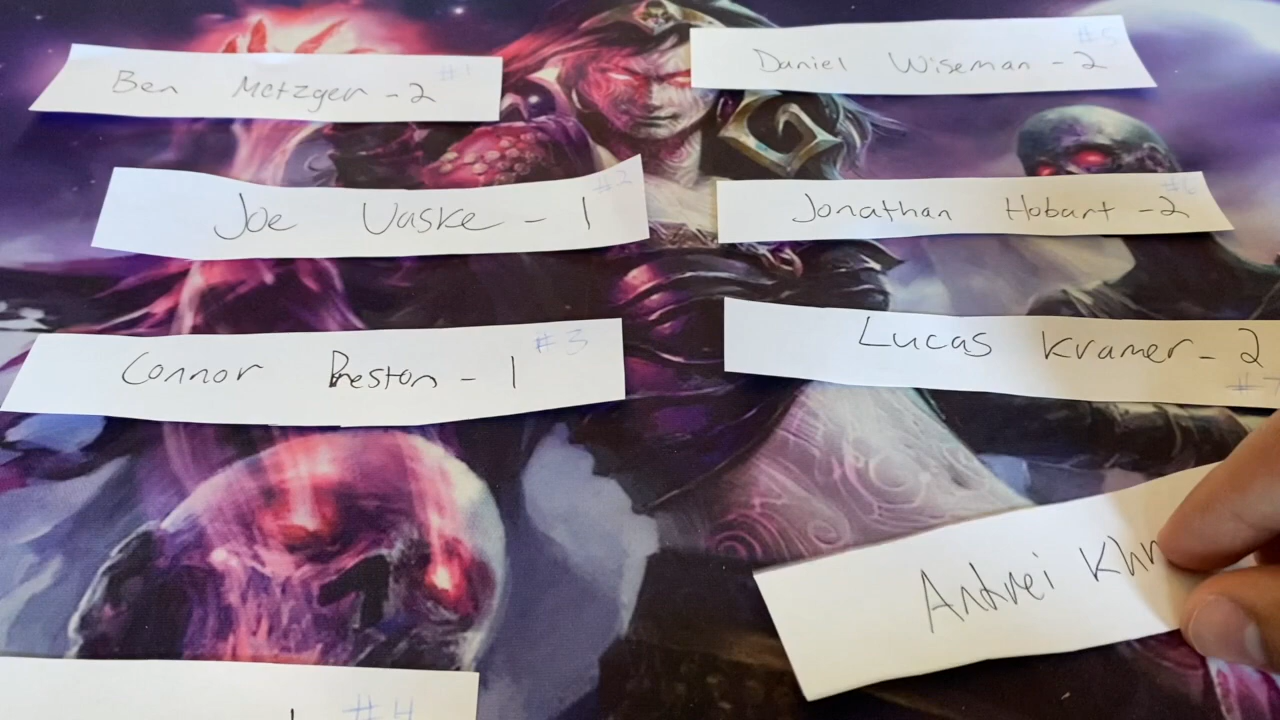 Ben Metzger - 2 #1
Joe Vaske - 1 #2
Connor Preston - 1 #3
#4
Daniel Wiseman - 2 #5
Jonathan Hobart - 2 #6
Lucas Kramer - 2 #7
Andrei